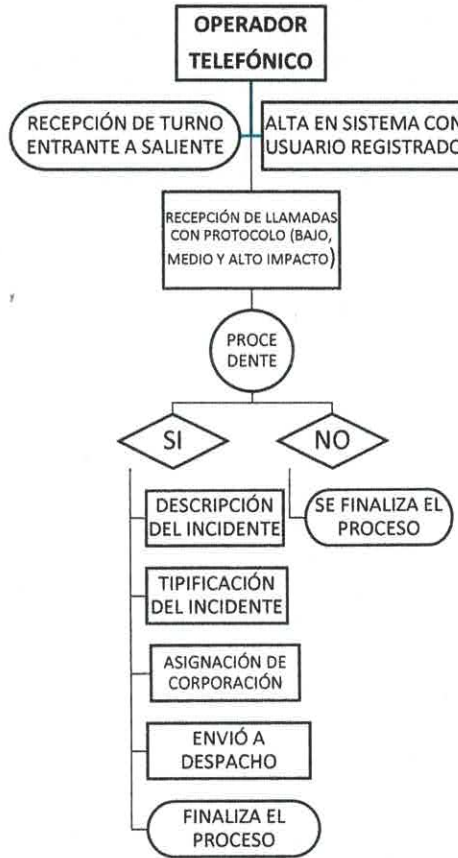 OPERADOR
TELEFÓNICO
RECEPCIÓN DE TURNO
ENTRANTE A SALIENTE
ALTA EN SISTEMA CON
USUARIO REGISTRADO
RECEPCIÓN DE LLAMADAS
CON PROTOCOLO (BAJO,
MEDIO Y ALTO IMPACTO)
PROCE
DENTE
SI
NO
DESCRIPCIÓN
DEL INCIDENTE
SE FINALIZA EL
PROCESO
TIPIFICACIÓN
DEL INCIDENTE
ASIGNACIÓN DE
CORPORACIÓN
ENVIÓ A
DESPACHO
FINALIZA EL
PROCESO